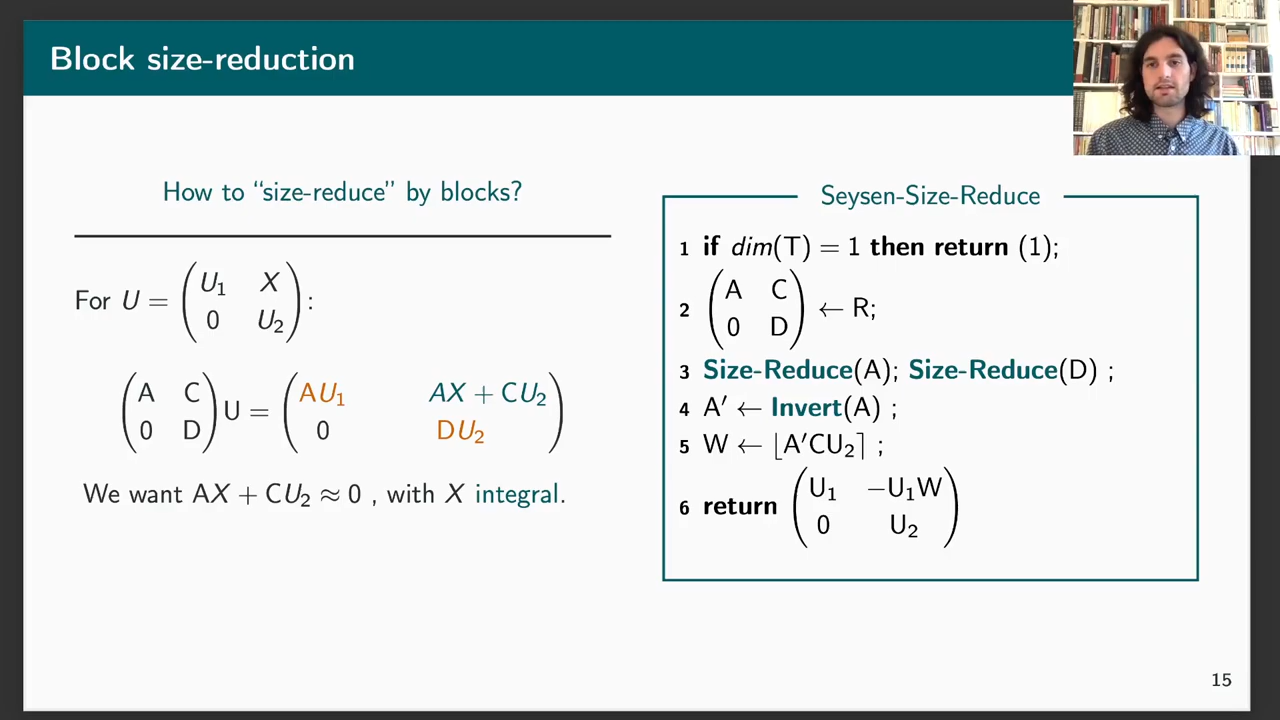 Block size-reduction
How to “size-reduce” by blocks?
For U = (U₁ X
0 U₂) :
(A C
0 D) U = (AU₁ AX + CU₂
0 DU₂)
We want AX + CU₂ ≈ 0 , with X integral.
Seysen-Size-Reduce
1 if dim(T) = 1 then return (1);
2 (A C
0 D) ← R;
3 Size-Reduce(A); Size-Reduce(D) ;
4 A′ ← Invert(A) ;
5 W ← ⌊A′CU₂⌉ ;
6 return (U₁ −U₁W
0 U₂)
15